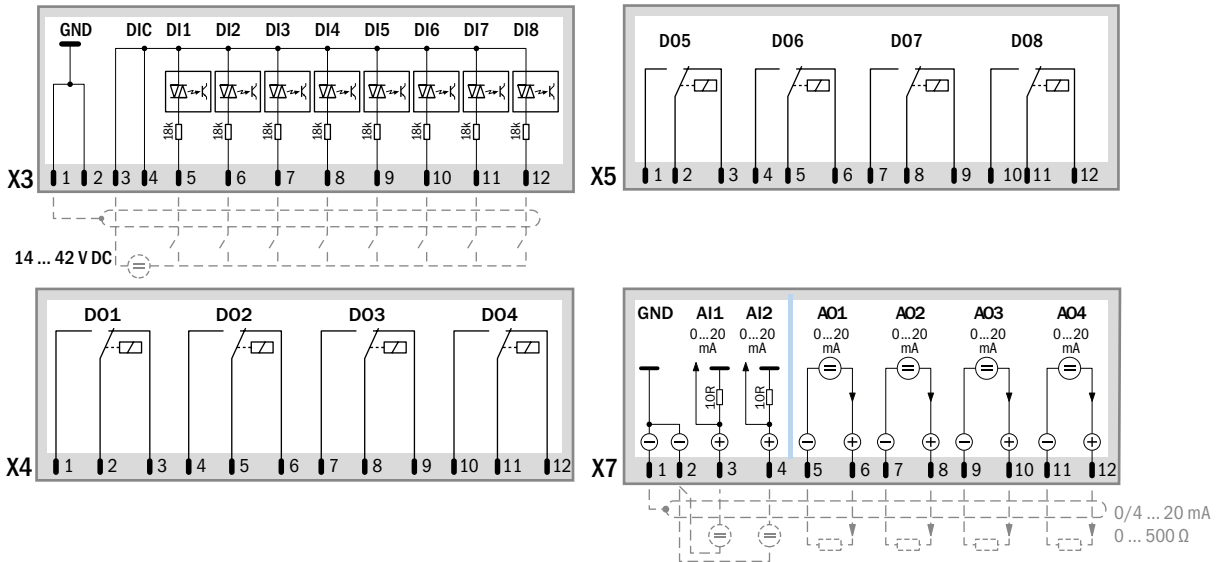 GND DIC DI1 DI2 DI3 DI4 DI5 DI6 DI7 DI8
18k 18k 18k 18k 18k 18k 18k 18k
X3 1 2 3 4 5 6 7 8 9 10 11 12
14 ... 42 V DC
DO5 DO6 DO7 DO8
X5 1 2 3 4 5 6 7 8 9 10 11 12
DO1 DO2 DO3 DO4
X4 1 2 3 4 5 6 7 8 9 10 11 12
GND AI1 AI2 AO1 AO2 AO3 AO4
0...20 0...20 0...20 0...20 0...20 0...20
mA mA mA mA mA mA
10R 10R
X7 1 2 3 4 5 6 7 8 9 10 11 12
0/4 ... 20 mA
0 ... 500 Ω